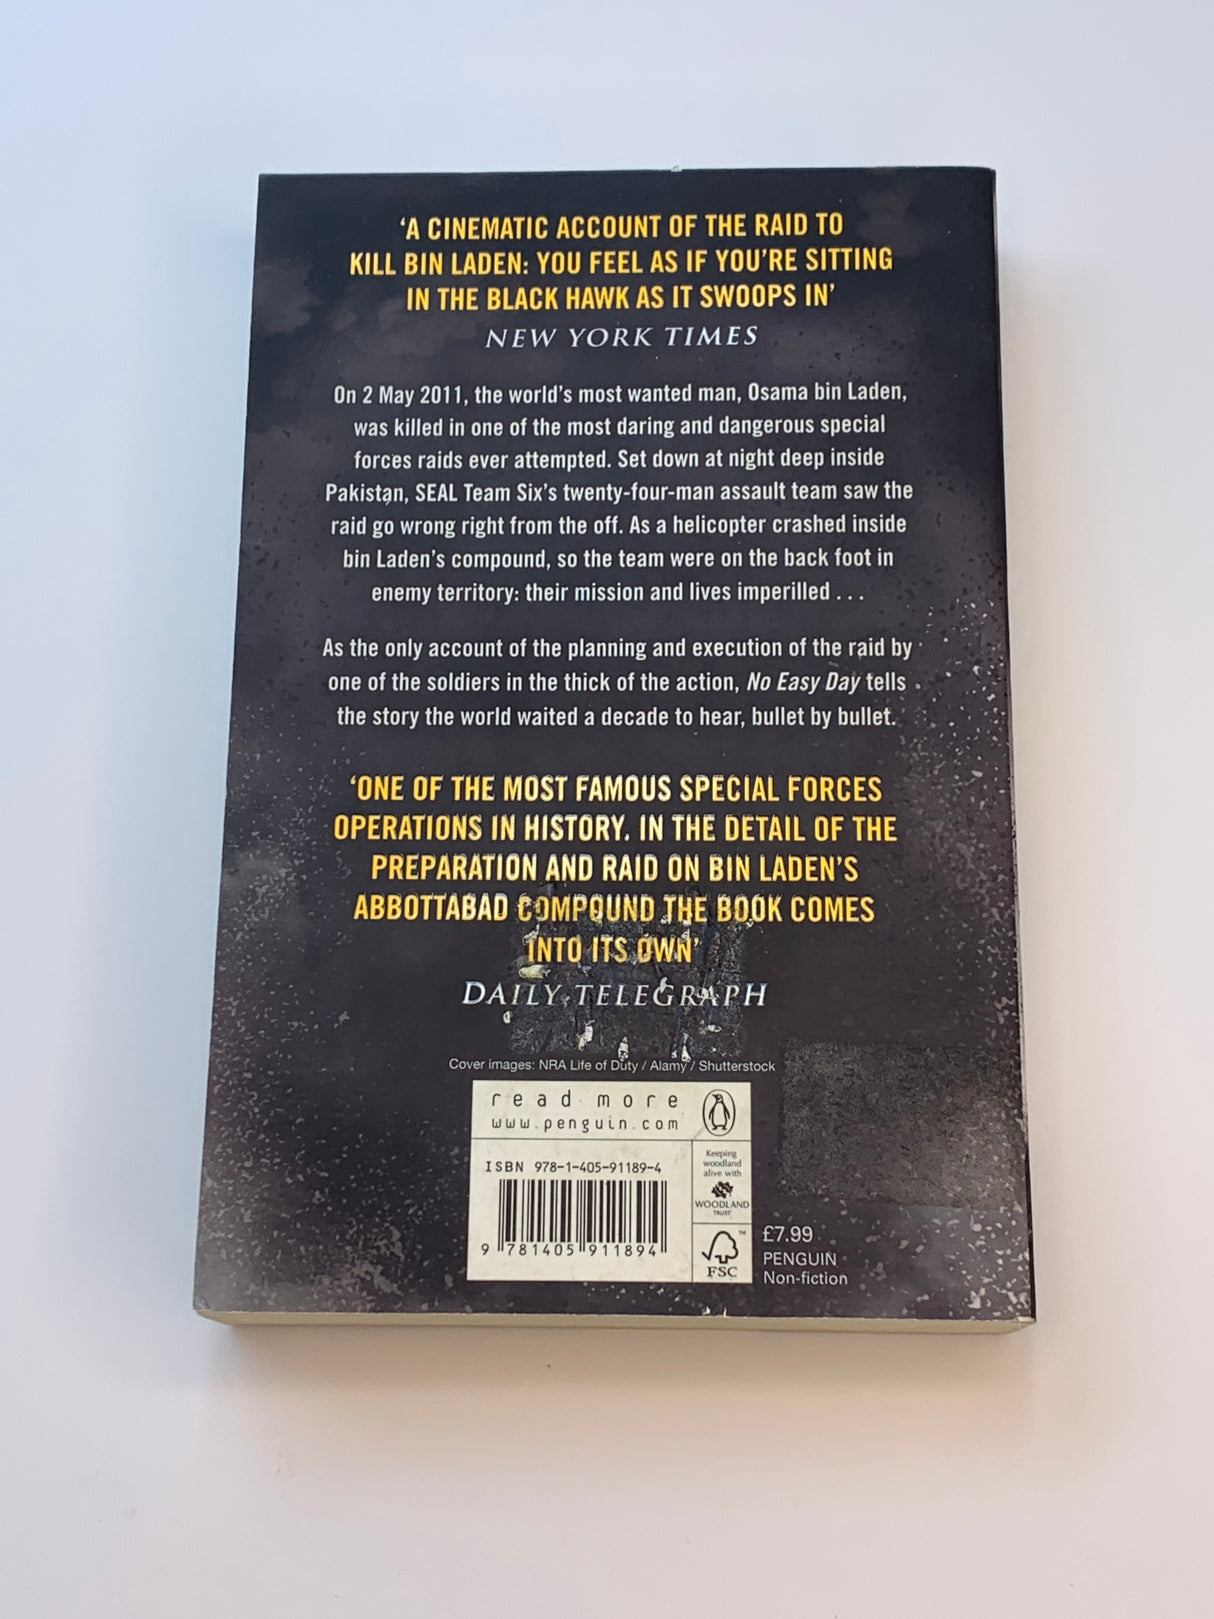 ‘A CINEMATIC ACCOUNT OF THE RAID TO
KILL BIN LADEN: YOU FEEL AS IF YOU’RE SITTING
IN THE BLACK HAWK AS IT SWOOPS IN’
NEW YORK TIMES
On 2 May 2011, the world’s most wanted man, Osama bin Laden,
was killed in one of the most daring and dangerous special
forces raids ever attempted. Set down at night deep inside
Pakistan, SEAL Team Six’s twenty-four-man assault team saw the
raid go wrong right from the off. As a helicopter crashed inside
bin Laden’s compound, so the team were on the back foot in
enemy territory: their mission and lives imperilled . . .
As the only account of the planning and execution of the raid by
one of the soldiers in the thick of the action, No Easy Day tells
the story the world waited a decade to hear, bullet by bullet.
‘ONE OF THE MOST FAMOUS SPECIAL FORCES
OPERATIONS IN HISTORY. IN THE DETAIL OF THE
PREPARATION AND RAID ON BIN LADEN’S
ABBOTTABAD COMPOUND THE BOOK COMES
INTO ITS OWN’
DAILY TELEGRAPH
Cover images: NRA Life of Duty / Alamy / Shutterstock
read more
www.penguin.com
ISBN 978-1-405-91189-4
9 781405 911894
Keeping
woodland
alive with
WOODLAND
TRUST
FSC
™
£7.99
PENGUIN
Non-fiction